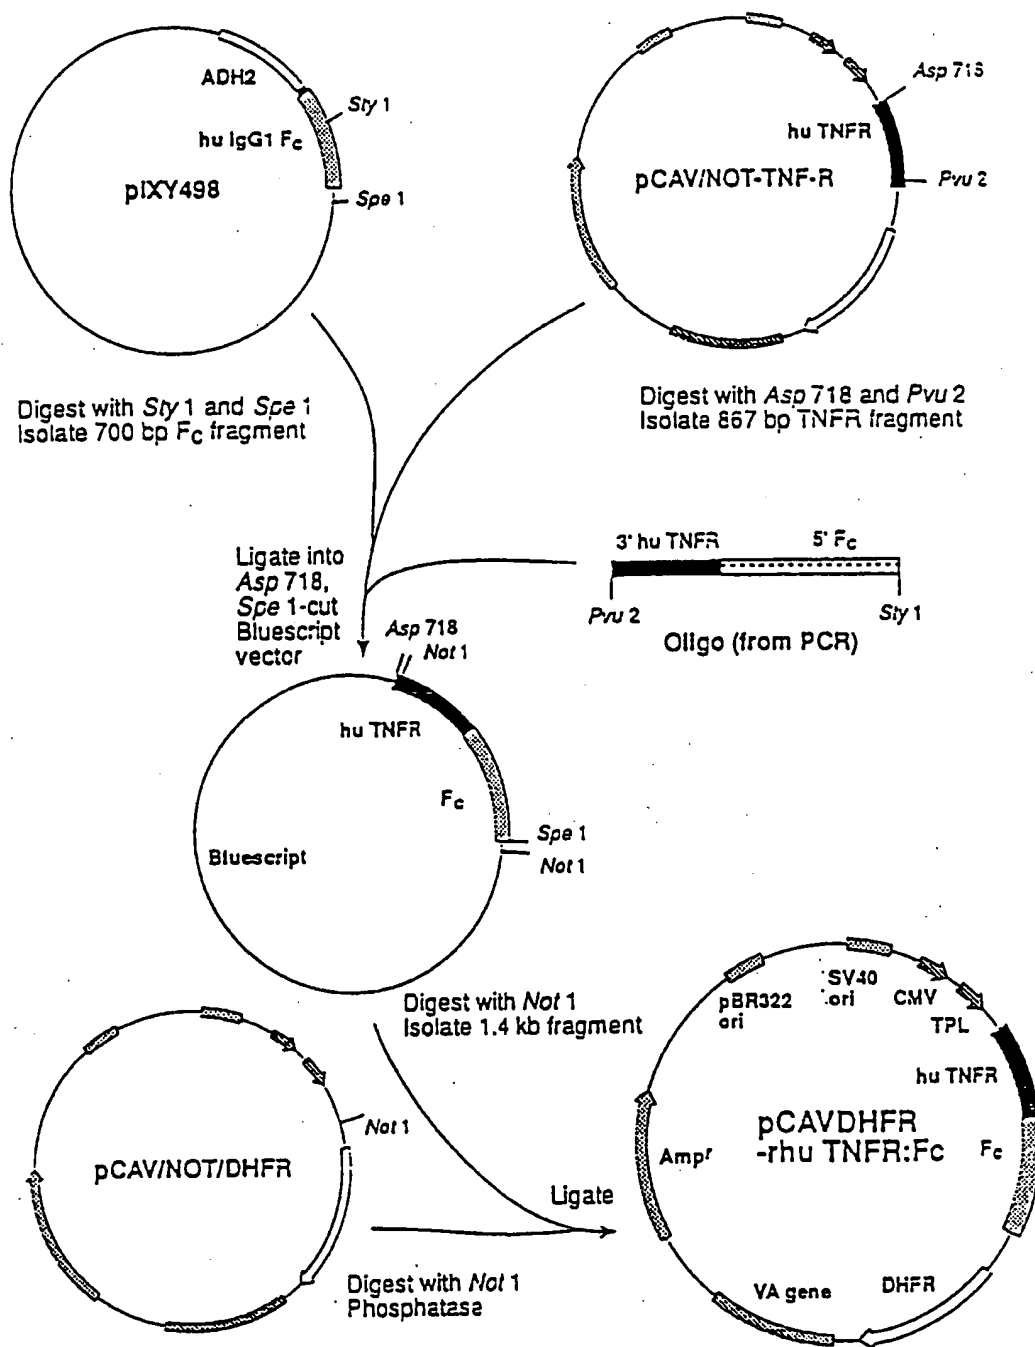 ADH2
Sty 1
hu IgG1 Fc
pIXY498
Spe 1
Asp 718
hu TNFR
pCAV/NOT-TNF-R
Pvu 2
Digest with Sty 1 and Spe 1
Isolate 700 bp Fc fragment
Digest with Asp 718 and Pvu 2
Isolate 867 bp TNFR fragment
3' hu TNFR
5' Fc
Pvu 2
Sty 1
Oligo (from PCR)
Ligate into
Asp 718,
Spe 1-cut
Bluescript
vector
Asp 718
Not 1
hu TNFR
Fc
Spe 1
Not 1
Bluescript
Digest with Not 1
Isolate 1.4 kb fragment
Not 1
pCAV/NOT/DHFR
Digest with Not 1
Phosphatase
Ligate
pBR322
ori
SV40
ori
CMV
TPL
hu TNFR
pCAVDHFR
-rhu TNFR:Fc
Fc
Ampr
VA gene
DHFR